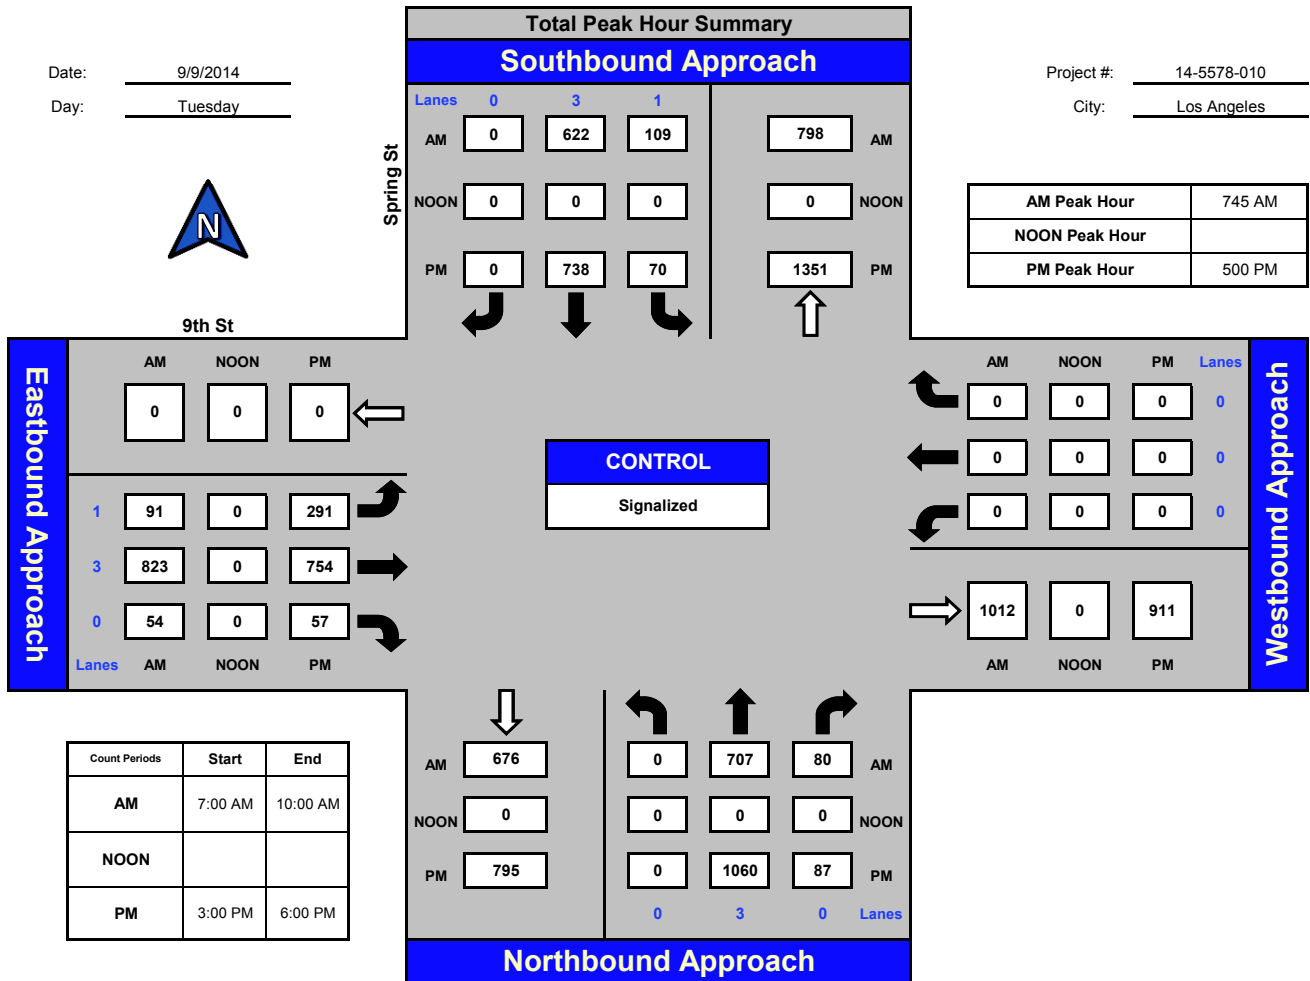 Total Peak Hour Summary
Southbound Approach
Date: 9/9/2014
Day: Tuesday
Project #: 14-5578-010
City: Los Angeles
N
Spring St
Lanes 0 3 1
AM 0 622 109 798 AM
NOON 0 0 0 0 NOON
PM 0 738 70 1351 PM
AM Peak Hour 745 AM
NOON Peak Hour
PM Peak Hour 500 PM
9th St
Eastbound Approach
AM NOON PM
0 0 0
1 91 0 291
3 823 0 754
0 54 0 57
Lanes AM NOON PM
CONTROL
Signalized
AM NOON PM Lanes
0 0 0 0
0 0 0 0
0 0 0 0
1012 0 911
AM NOON PM
Westbound Approach
Count Periods Start End
AM 7:00 AM 10:00 AM
NOON
PM 3:00 PM 6:00 PM
AM 676 0 707 80 AM
NOON 0 0 0 0 NOON
PM 795 0 1060 87 PM
0 3 0 Lanes
Northbound Approach